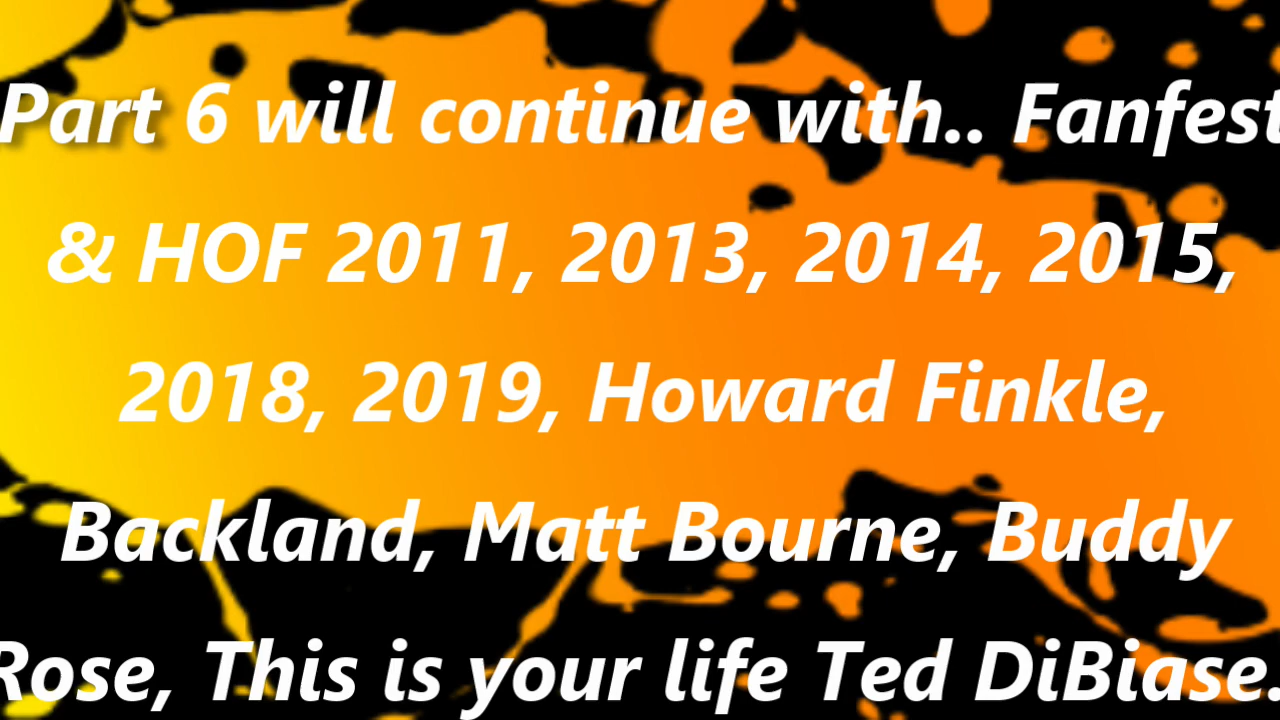 Part 6 will continue with.. Fanfest
& HOF 2011, 2013, 2014, 2015,
2018, 2019, Howard Finkle,
Backland, Matt Bourne, Buddy
Rose, This is your life Ted DiBiase.